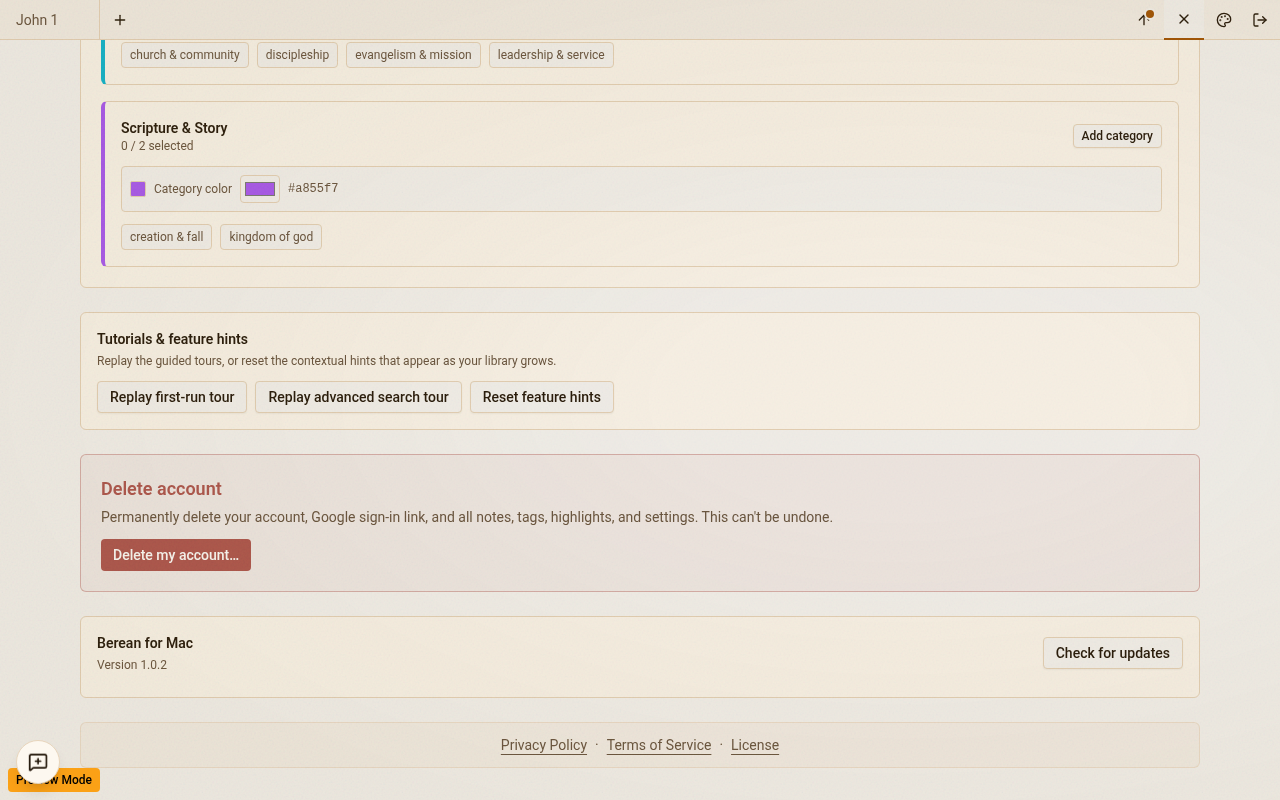 John 1
church & community
discipleship
evangelism & mission
leadership & service
Scripture & Story
0 / 2 selected
Add category
Category color
#a855f7
creation & fall
kingdom of god
Tutorials & feature hints
Replay the guided tours, or reset the contextual hints that appear as your library grows.
Replay first-run tour
Replay advanced search tour
Reset feature hints
Delete account
Permanently delete your account, Google sign-in link, and all notes, tags, highlights, and settings. This can't be undone.
Delete my account…
Berean for Mac
Version 1.0.2
Check for updates
Privacy Policy · Terms of Service · License
Mode